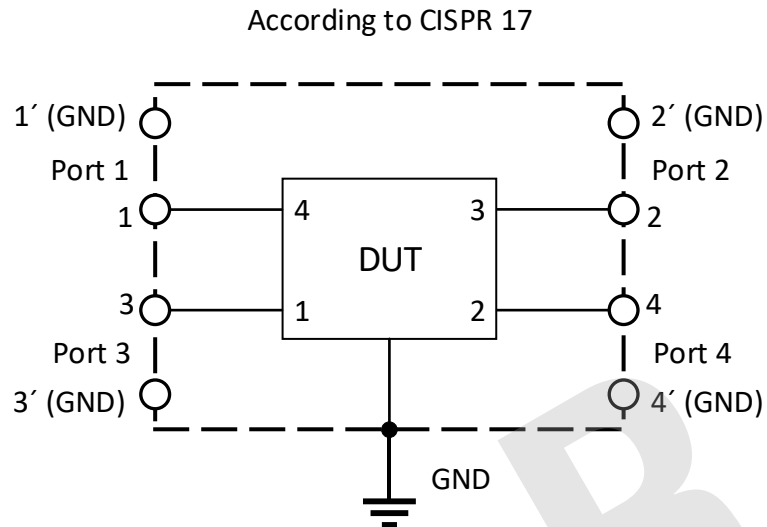 According to CISPR 17
1´ (GND)
2´ (GND)
Port 1
Port 2
1
4
3
2
DUT
3
1
2
4
Port 3
Port 4
3´ (GND)
4´ (GND)
GND